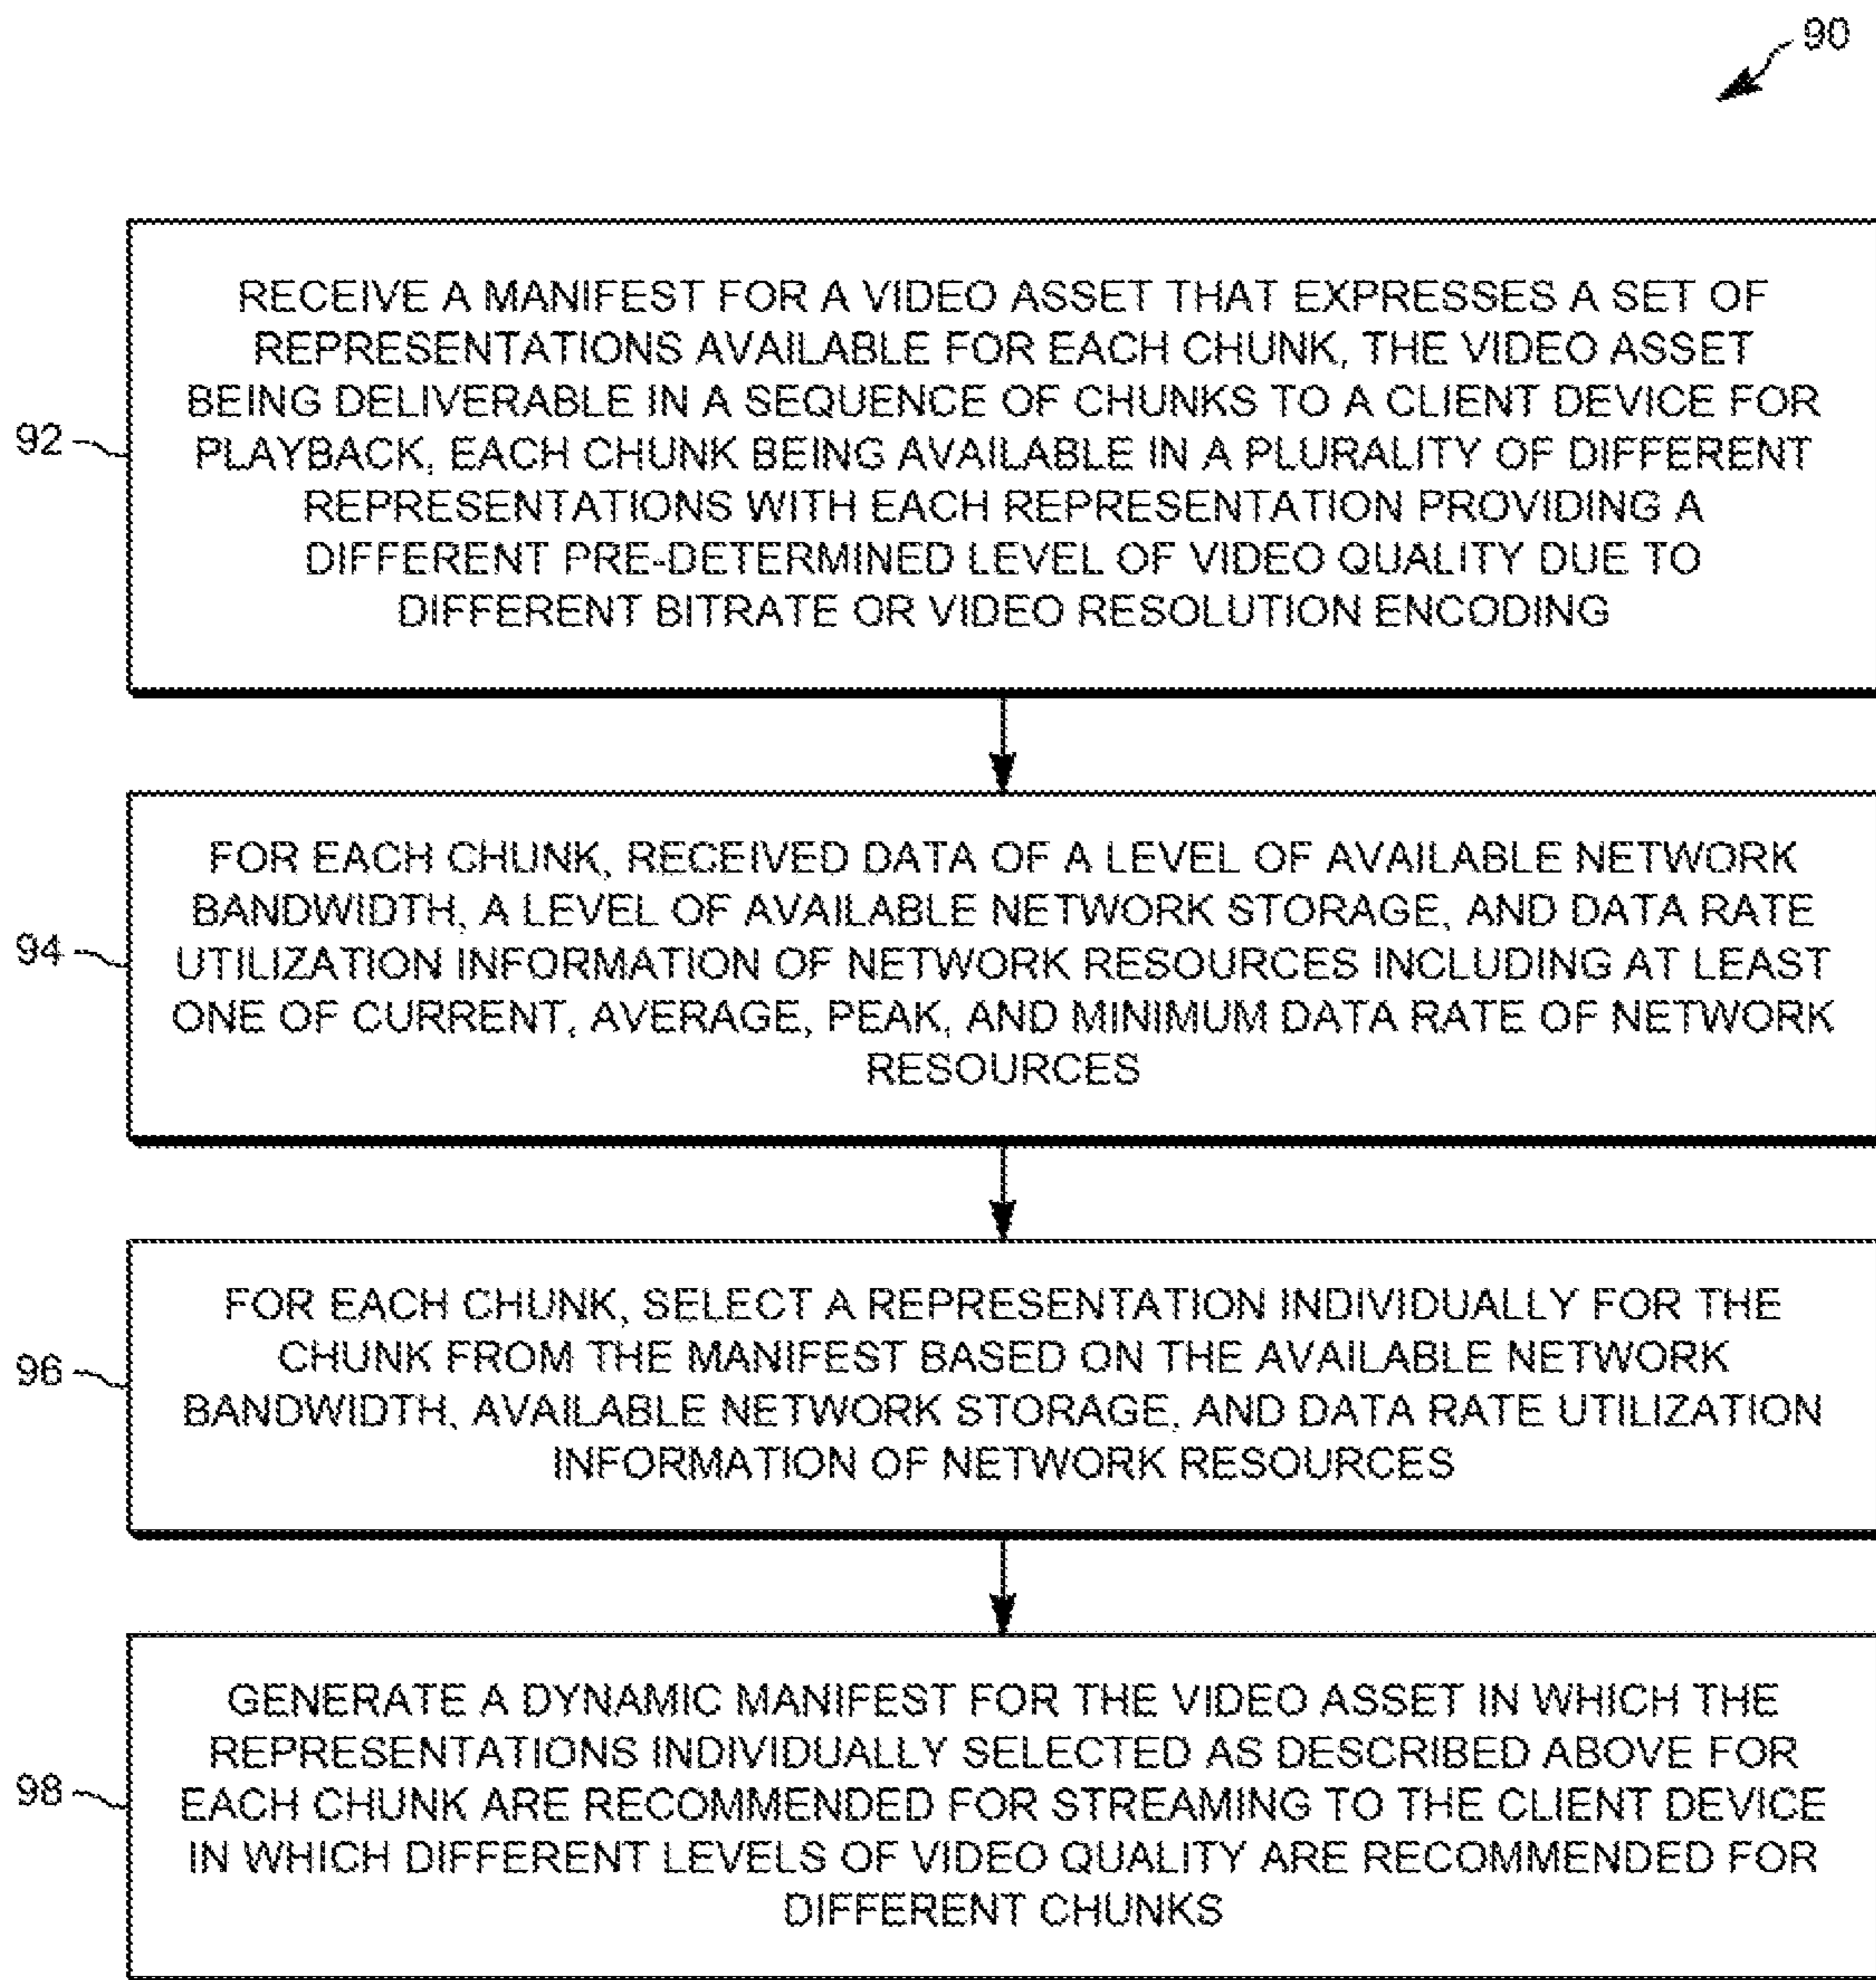 90
RECEIVE A MANIFEST FOR A VIDEO ASSET THAT EXPRESSES A SET OF
REPRESENTATIONS AVAILABLE FOR EACH CHUNK, THE VIDEO ASSET
BEING DELIVERABLE IN A SEQUENCE OF CHUNKS TO A CLIENT DEVICE FOR
PLAYBACK, EACH CHUNK BEING AVAILABLE IN A PLURALITY OF DIFFERENT
REPRESENTATIONS WITH EACH REPRESENTATION PROVIDING A
DIFFERENT PRE-DETERMINED LEVEL OF VIDEO QUALITY DUE TO
DIFFERENT BITRATE OR VIDEO RESOLUTION ENCODING
92
FOR EACH CHUNK, RECEIVED DATA OF A LEVEL OF AVAILABLE NETWORK
BANDWIDTH, A LEVEL OF AVAILABLE NETWORK STORAGE, AND DATA RATE
UTILIZATION INFORMATION OF NETWORK RESOURCES INCLUDING AT LEAST
ONE OF CURRENT, AVERAGE, PEAK, AND MINIMUM DATA RATE OF NETWORK
RESOURCES
94
FOR EACH CHUNK, SELECT A REPRESENTATION INDIVIDUALLY FOR THE
CHUNK FROM THE MANIFEST BASED ON THE AVAILABLE NETWORK
BANDWIDTH, AVAILABLE NETWORK STORAGE, AND DATA RATE UTILIZATION
INFORMATION OF NETWORK RESOURCES
96
GENERATE A DYNAMIC MANIFEST FOR THE VIDEO ASSET IN WHICH THE
REPRESENTATIONS INDIVIDUALLY SELECTED AS DESCRIBED ABOVE FOR
EACH CHUNK ARE RECOMMENDED FOR STREAMING TO THE CLIENT DEVICE
IN WHICH DIFFERENT LEVELS OF VIDEO QUALITY ARE RECOMMENDED FOR
DIFFERENT CHUNKS
98